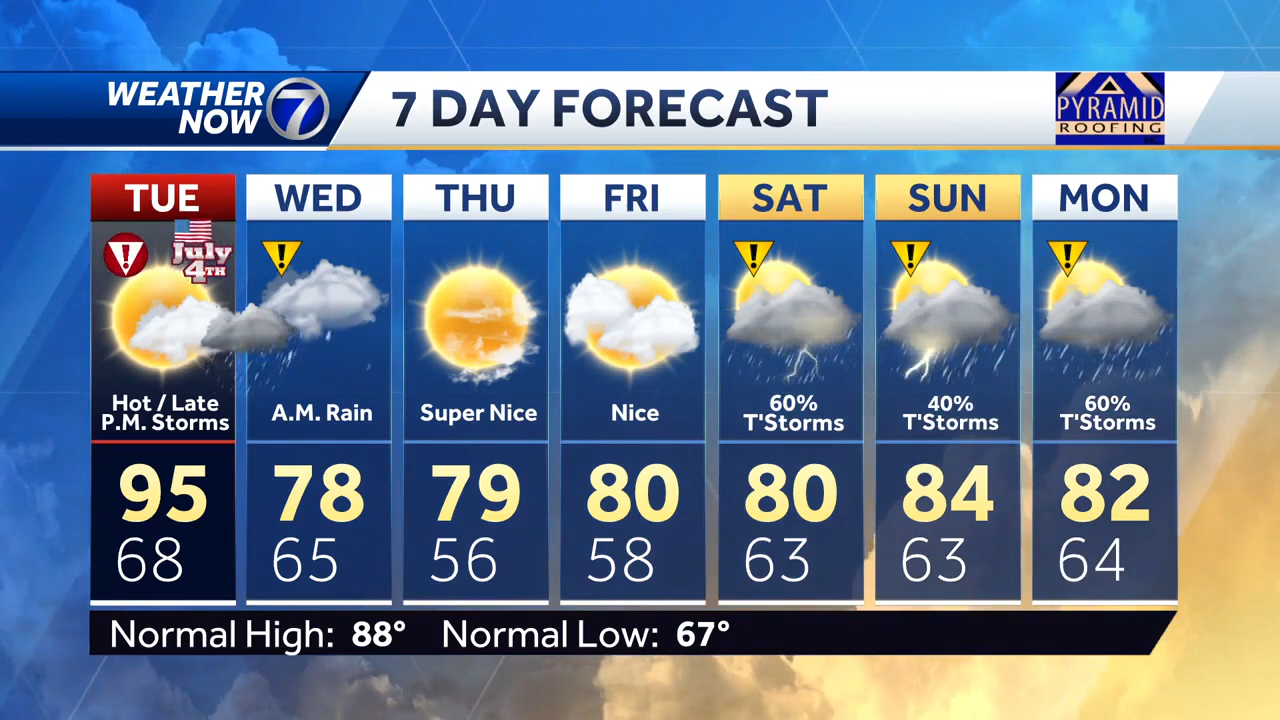 WEATHER
NOW 7
7 DAY FORECAST
PYRAMID
ROOFING
TUE
July
4TH
Hot / Late
P.M. Storms
95
68
WED
A.M. Rain
78
65
THU
Super Nice
79
56
FRI
Nice
80
58
SAT
60%
T'Storms
80
63
SUN
40%
T'Storms
84
63
MON
60%
T'Storms
82
64
Normal High: 88° Normal Low: 67°